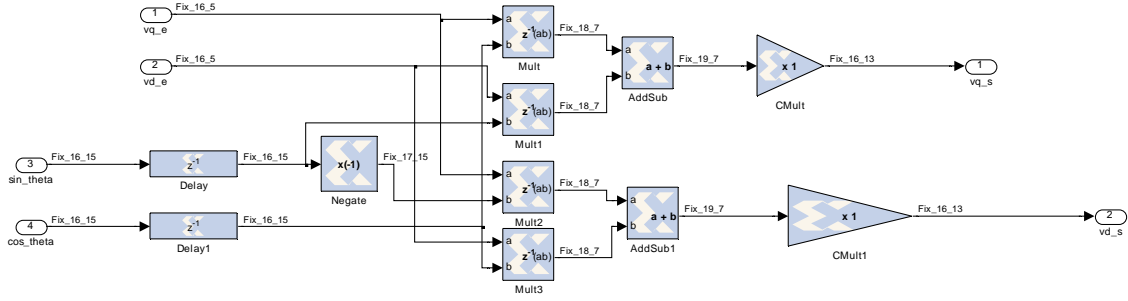 1
vq_e
Fix_16_5
2
vd_e
Fix_16_5
3
sin_theta
Fix_16_15
z-1
Delay
Fix_16_15
x(-1)
Negate
Fix_17_15
4
cos_theta
Fix_16_15
z-1
Delay1
Fix_16_15
a
b
z-1(ab)
Mult
Fix_18_7
a
b
z-1(ab)
Mult1
Fix_18_7
a
b
z-1(ab)
Mult2
Fix_18_7
a
b
z-1(ab)
Mult3
Fix_18_7
a
b
a + b
AddSub
Fix_19_7
x 1
CMult
Fix_16_13
1
vq_s
a
b
a + b
AddSub1
Fix_19_7
x 1
CMult1
Fix_16_13
2
vd_s